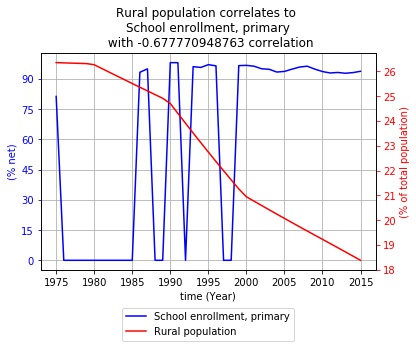 Rural population correlates to
School enrollment, primary
with -0.677770948763 correlation
(% net)
90
75
60
45
30
15
0
26
25
24
23
22
21
20
19
18
(% of total population)
1975 1980 1985 1990 1995 2000 2005 2010 2015
time (Year)
School enrollment, primary
Rural population